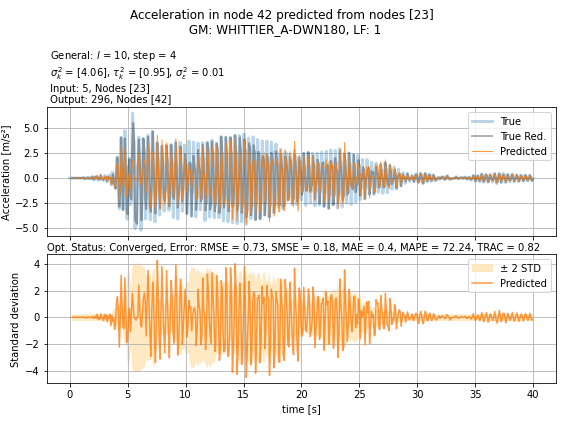 Acceleration in node 42 predicted from nodes [23]
GM: WHITTIER_A-DWN180, LF: 1
General: l = 10, step = 4
σ²ₖ = [4.06], τ²ₖ = [0.95], σ²ₑ = 0.01
Input: 5, Nodes [23]
Output: 296, Nodes [42]
Acceleration [m/s²]
5.0
2.5
0.0
−2.5
−5.0
True
True Red.
Predicted
Opt. Status: Converged, Error: RMSE = 0.73, SMSE = 0.18, MAE = 0.4, MAPE = 72.24, TRAC = 0.82
Standard deviation
4
2
0
−2
−4
± 2 STD
Predicted
0 5 10 15 20 25 30 35 40
time [s]